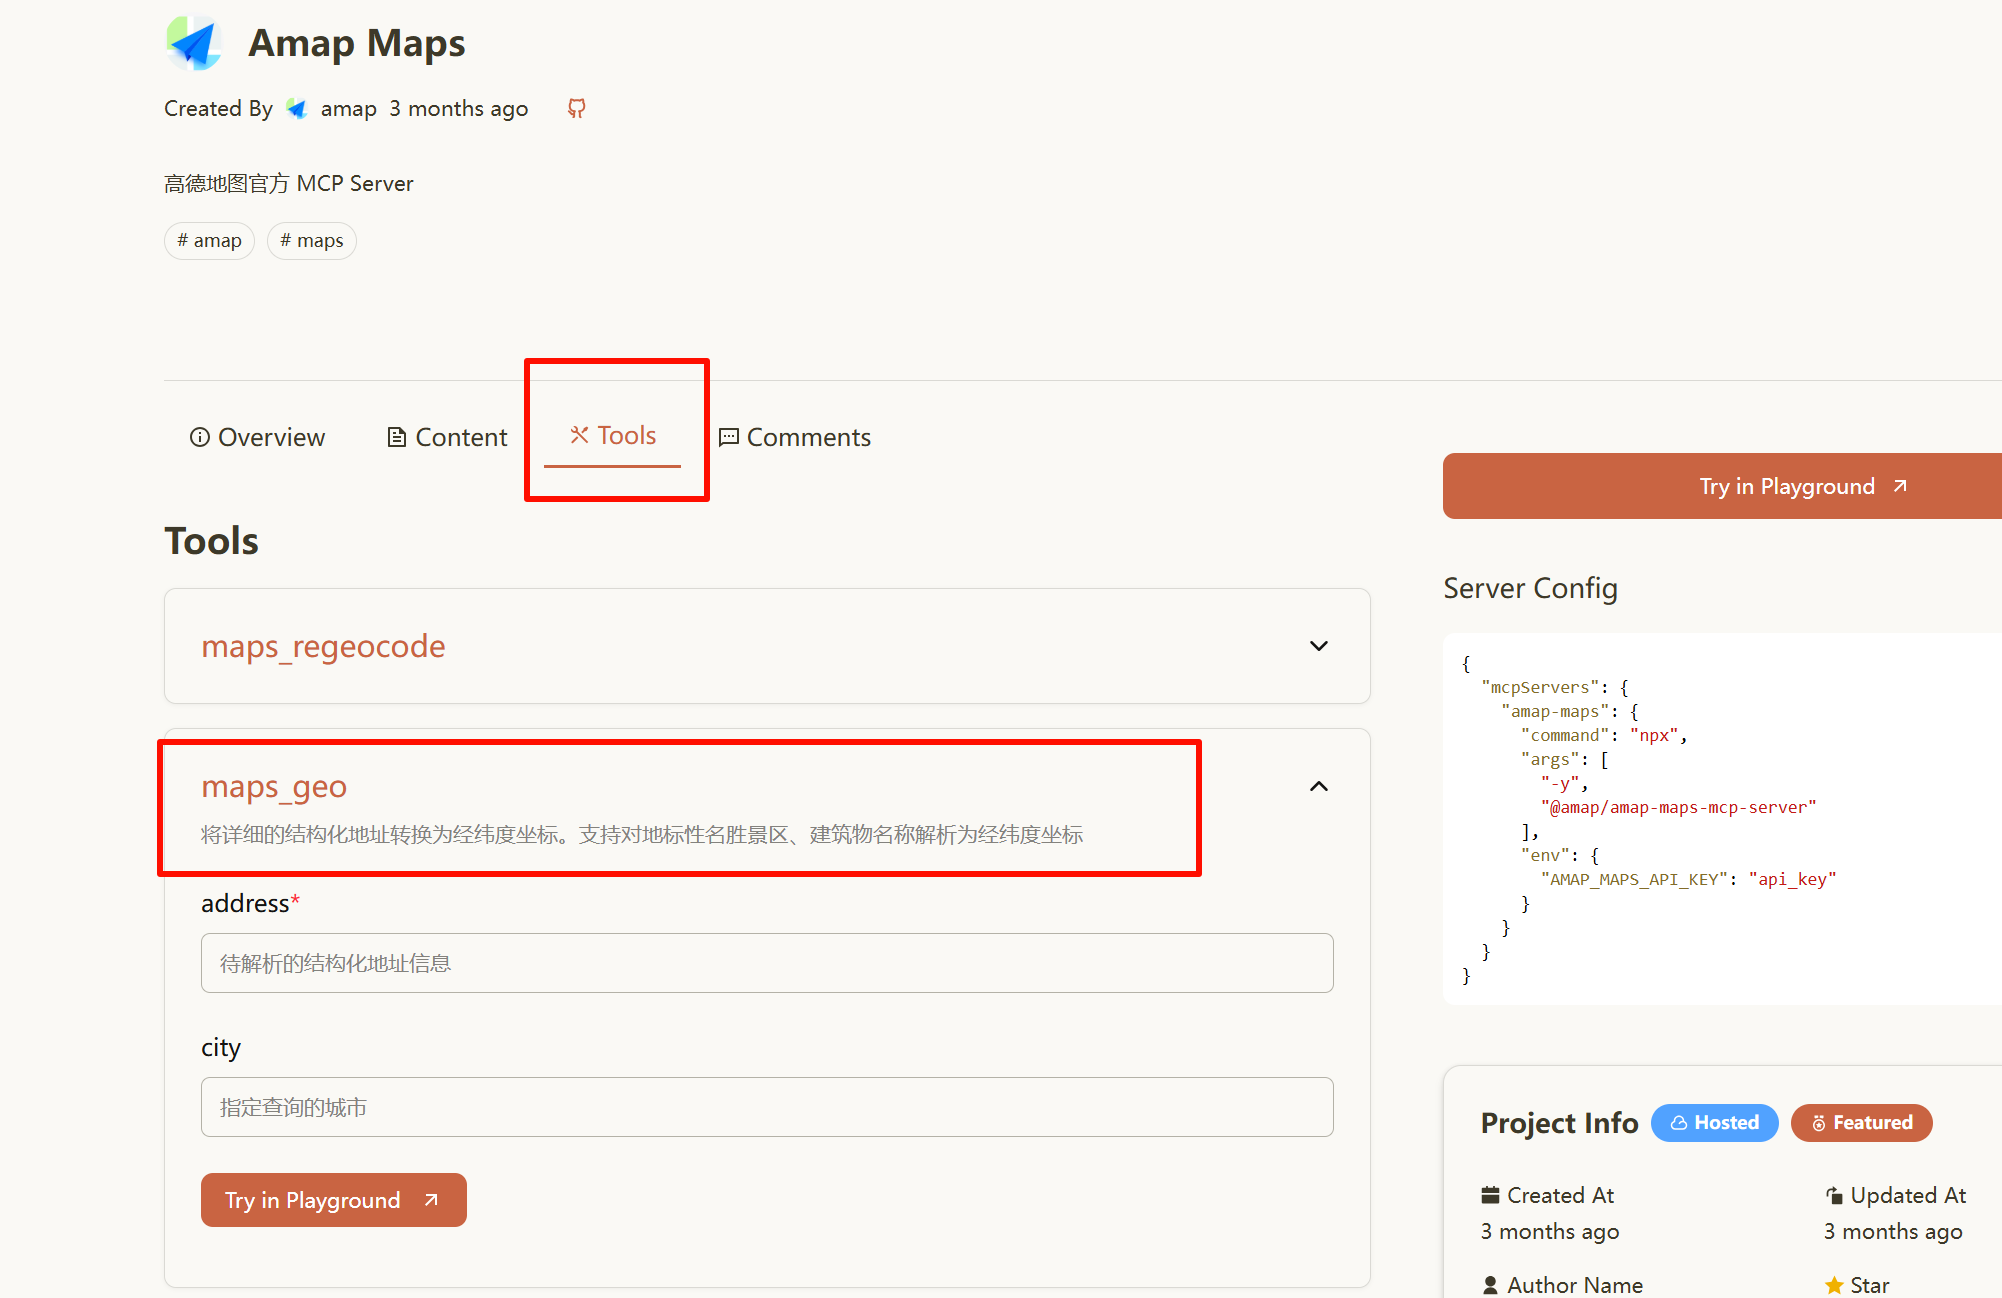 Amap Maps
Created By amap 3 months ago
高德地图官方 MCP Server
# amap # maps
Overview Content Tools Comments
Tools
maps_regeocode
maps_geo
将详细的结构化地址转换为经纬度坐标。支持对地标性名胜景区、建筑物名称解析为经纬度坐标
address*
待解析的结构化地址信息
city
指定查询的城市
Try in Playground
Try in Playground
Server Config
{
"mcpServers": {
"amap-maps": {
"command": "npx",
"args": [
"-y",
"@amap/amap-maps-mcp-server"
],
"env": {
"AMAP_MAPS_API_KEY": "api_key"
}
}
}
}
Project Info Hosted Featured
Created At Updated At
3 months ago 3 months ago
Author Name Star